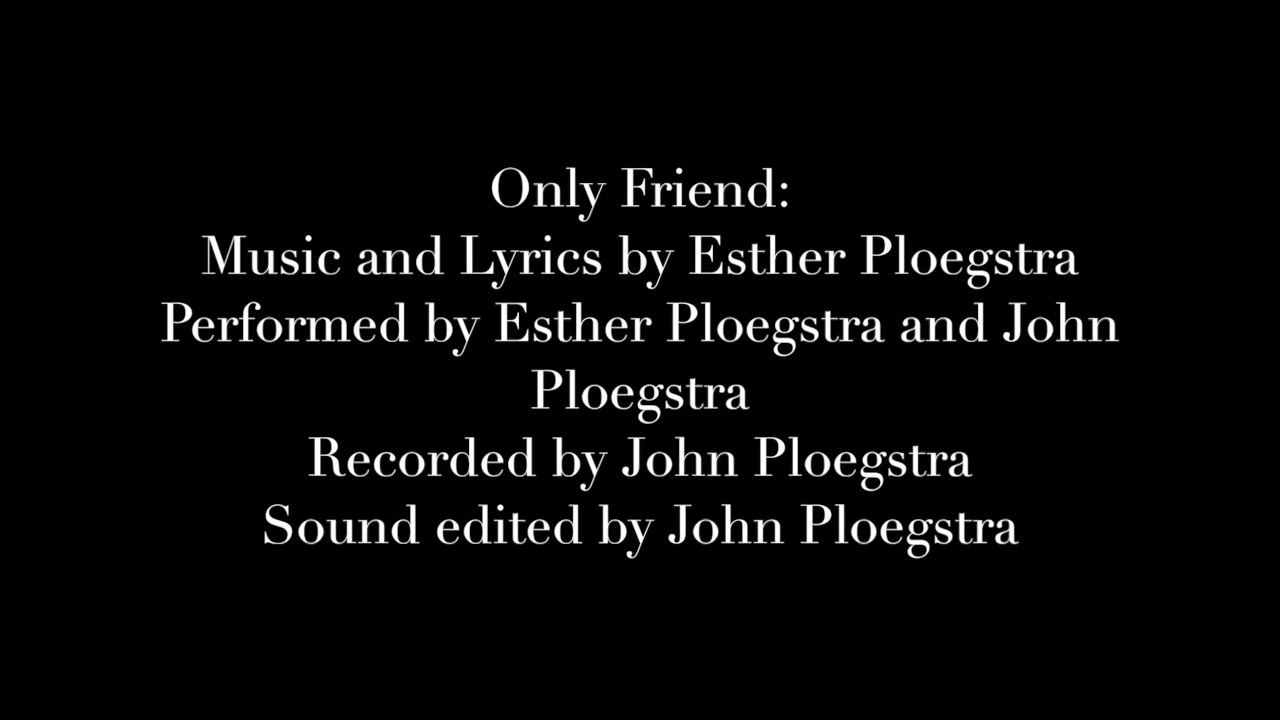 Only Friend:
Music and Lyrics by Esther Ploegstra
Performed by Esther Ploegstra and John
Ploegstra
Recorded by John Ploegstra
Sound edited by John Ploegstra